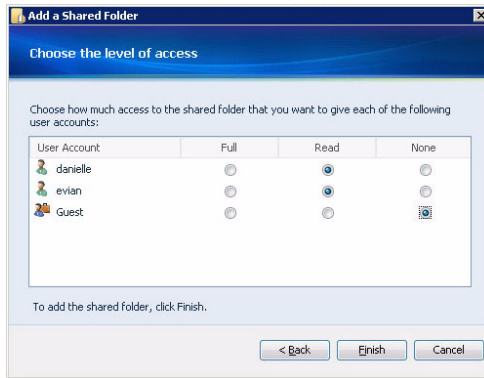 Add a Shared Folder
Choose the level of access
Choose how much access to the shared folder that you want to give each of the following
user accounts:
User Account Full Read None
danielle
evian
Guest
To add the shared folder, click Finish.
< Back Finish Cancel